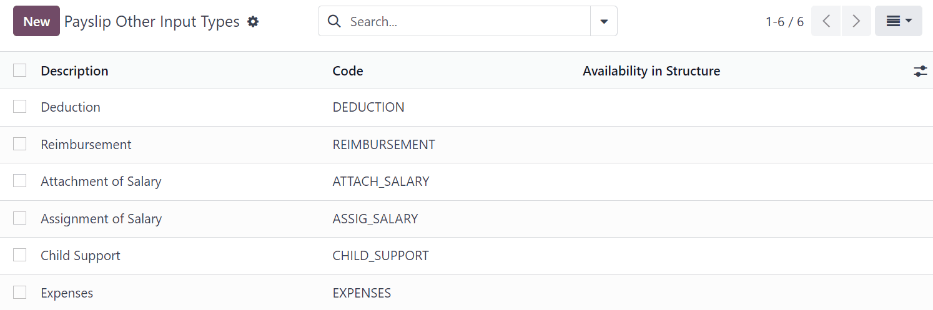 New Payslip Other Input Types Search... 1-6 / 6
Description Code Availability in Structure
Deduction DEDUCTION
Reimbursement REIMBURSEMENT
Attachment of Salary ATTACH_SALARY
Assignment of Salary ASSIG_SALARY
Child Support CHILD_SUPPORT
Expenses EXPENSES